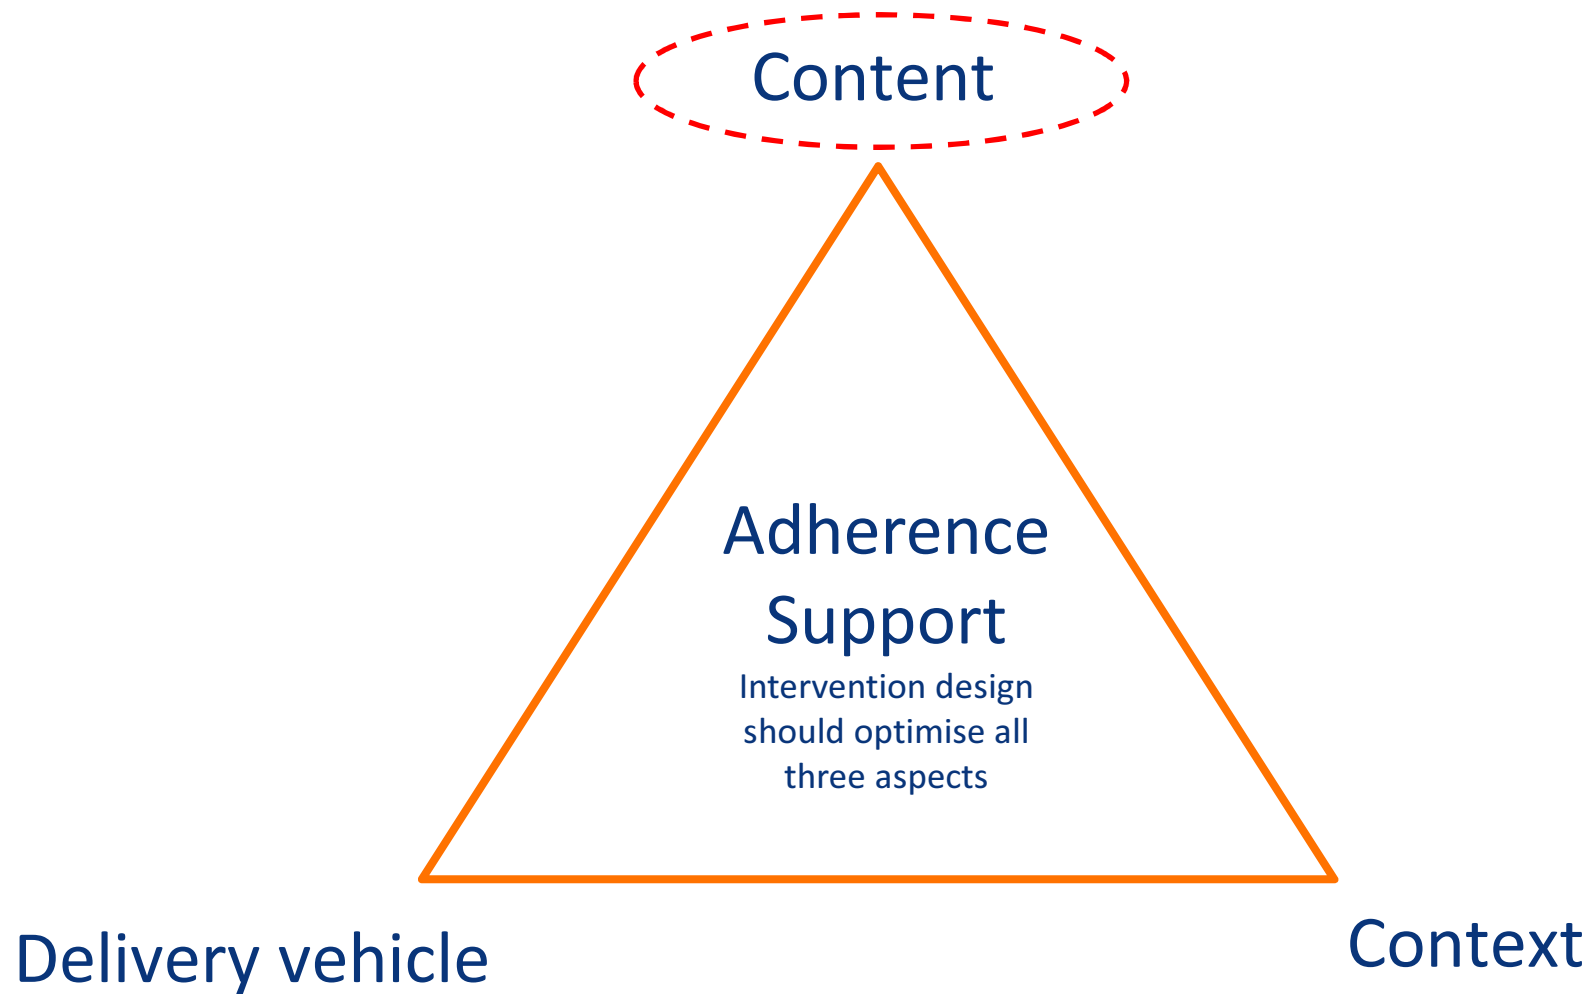 Content
Adherence
Support
Intervention design
should optimise all
three aspects
Delivery vehicle
Context